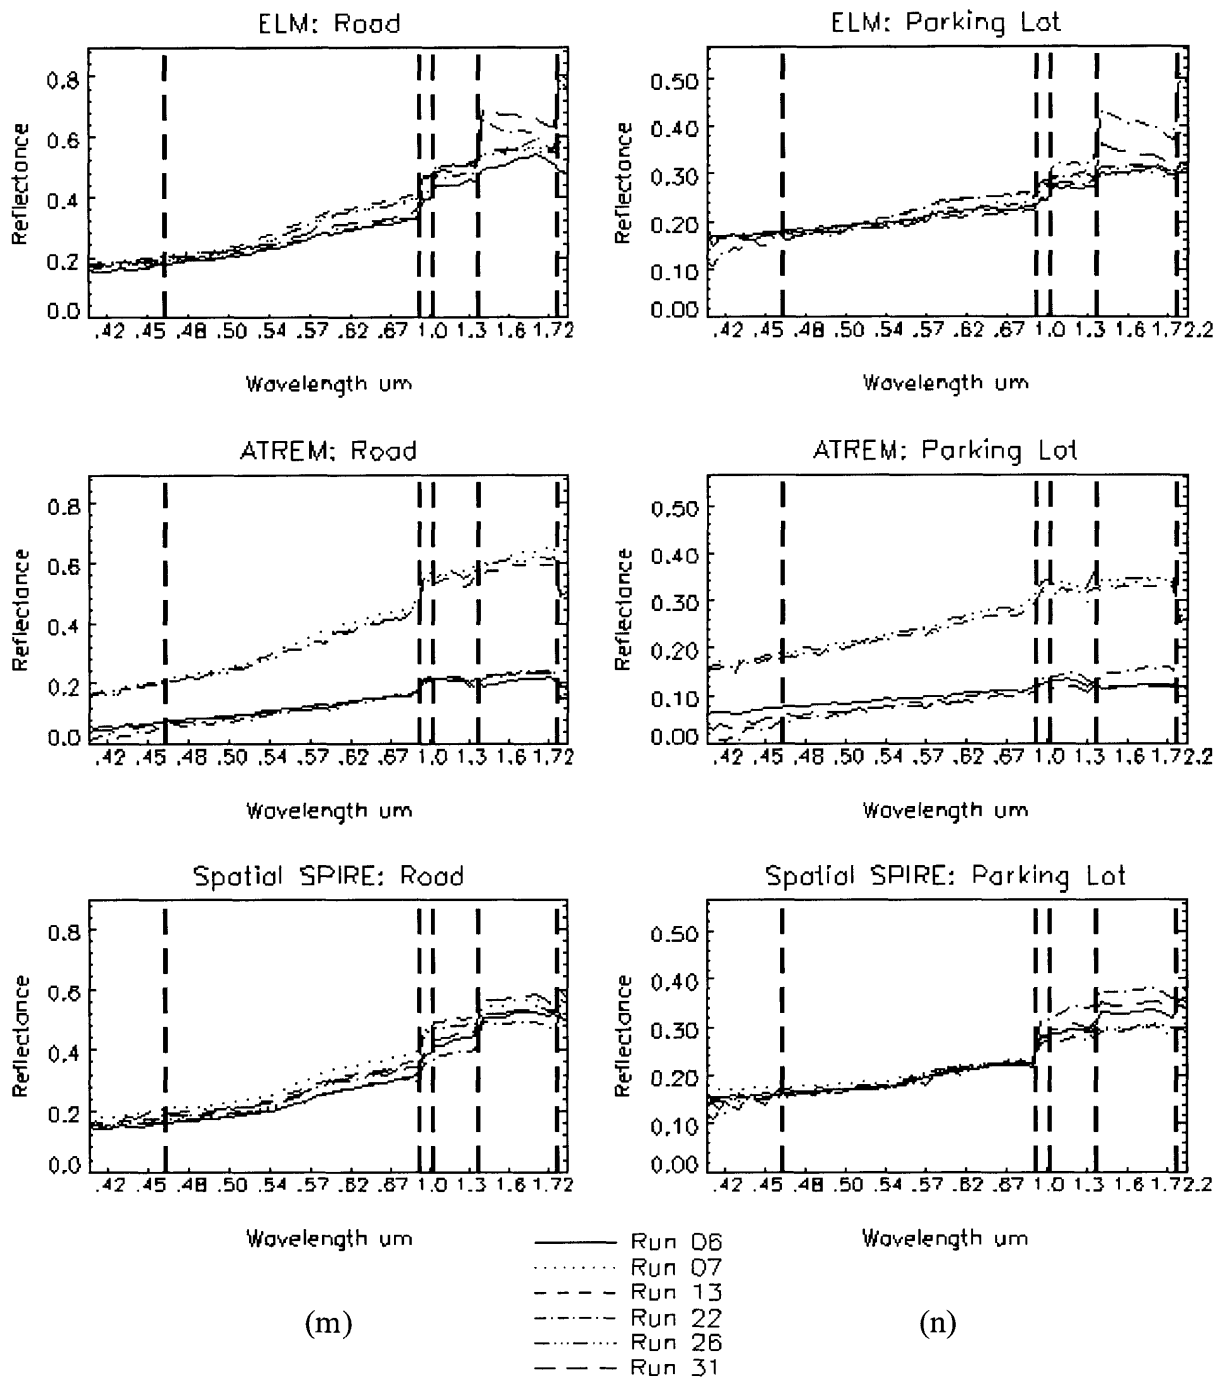 ELM: Road
0.8
0.6
0.4
0.2
0.0
Reflectance
.42 .45 .48 .50 .54 .57 .62 .67 1.0 1.3 1.6 1.72
Wavelength um
ELM: Parking Lot
0.50
0.40
0.30
0.20
0.10
0.00
Reflectance
.42 .45 .48 .50 .54 .57 .62 .67 1.0 1.3 1.6 1.72.2
Wavelength um
ATREM: Road
0.8
0.6
0.4
0.2
0.0
Reflectance
.42 .45 .48 .50 .54 .57 .62 .67 1.0 1.3 1.6 1.72
Wavelength um
ATREM: Parking Lot
0.50
0.40
0.30
0.20
0.10
0.00
Reflectance
.42 .45 .48 .50 .54 .57 .62 .67 1.0 1.3 1.6 1.72.2
Wavelength um
Spatial SPIRE: Road
0.8
0.6
0.4
0.2
0.0
Reflectance
.42 .45 .48 .50 .54 .57 .62 .67 1.0 1.3 1.6 1.72
Wavelength um
Spatial SPIRE: Parking Lot
0.50
0.40
0.30
0.20
0.10
0.00
Reflectance
.42 .45 .48 .50 .54 .57 .62 .67 1.0 1.3 1.6 1.72.2
Wavelength um
Run 06
Run 07
Run 13
Run 22
Run 26
Run 31
(m)
(n)